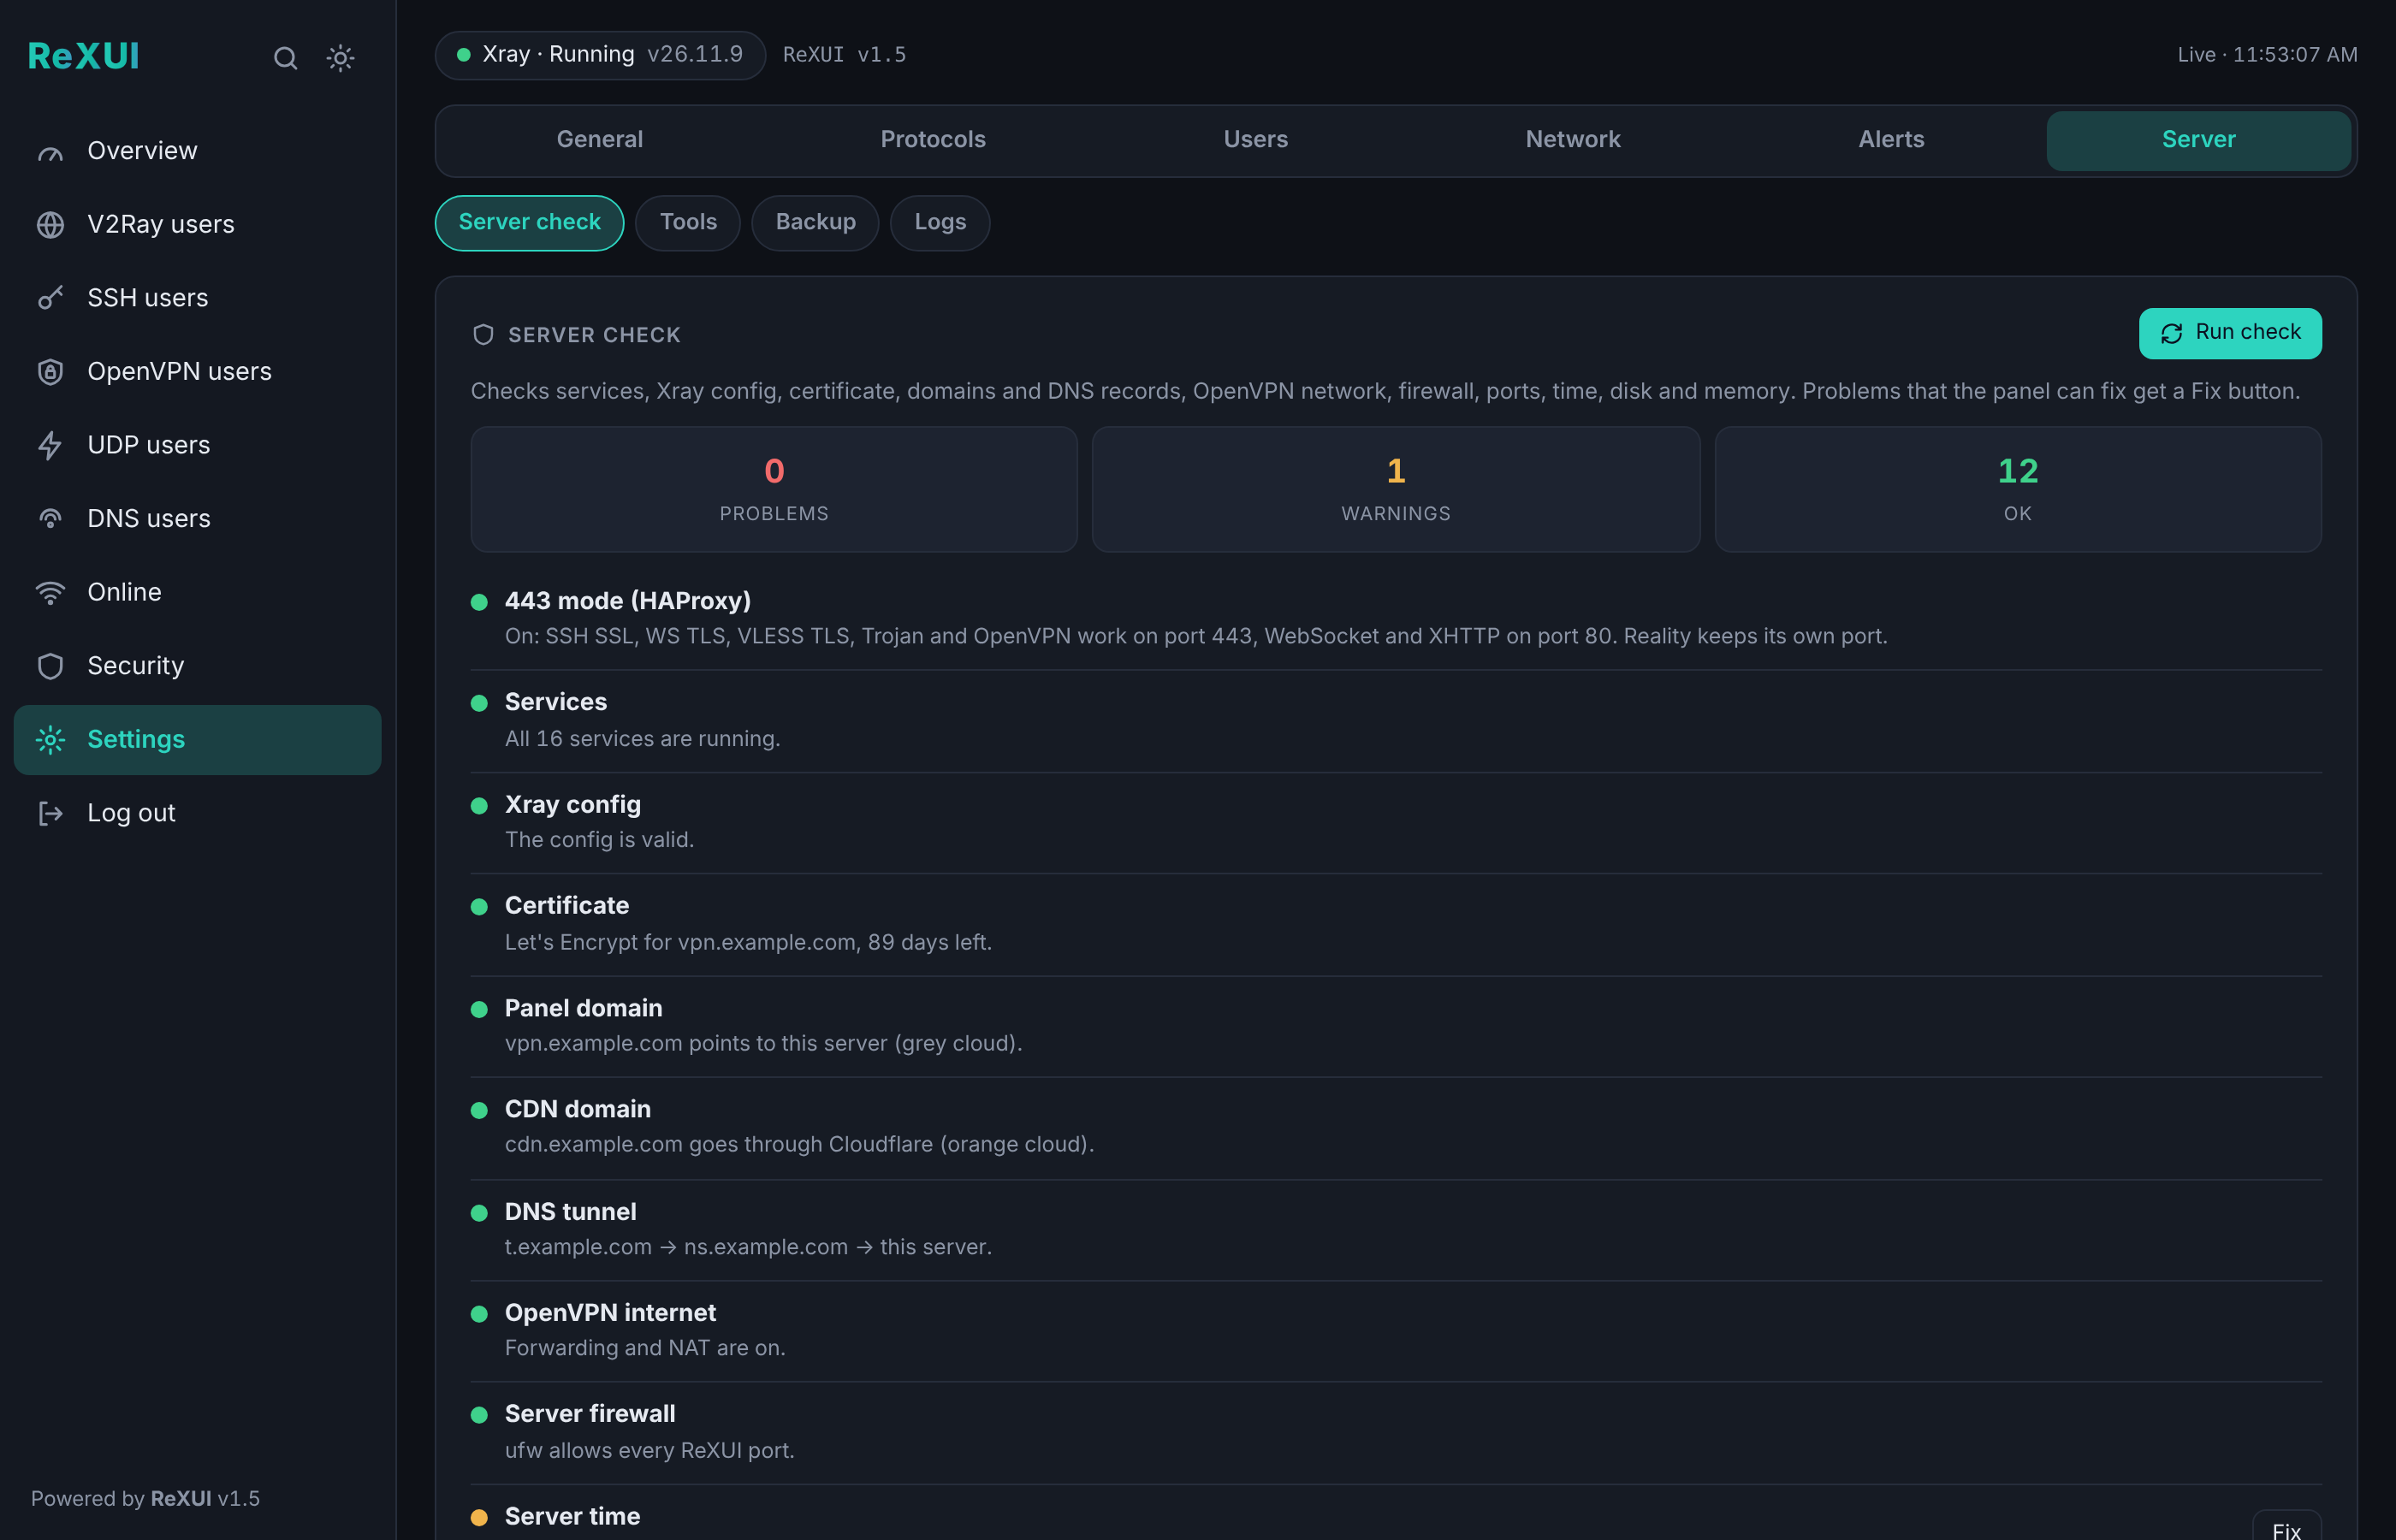 ReXUI
Xray · Running v26.11.9
ReXUI v1.5
Live · 11:53:07 AM
Overview
V2Ray users
SSH users
OpenVPN users
UDP users
DNS users
Online
Security
Settings
Log out
Powered by ReXUI v1.5
General
Protocols
Users
Network
Alerts
Server
Server check
Tools
Backup
Logs
SERVER CHECK
Run check
Checks services, Xray config, certificate, domains and DNS records, OpenVPN network, firewall, ports, time, disk and memory. Problems that the panel can fix get a Fix button.
0
PROBLEMS
1
WARNINGS
12
OK
443 mode (HAProxy)
On: SSH SSL, WS TLS, VLESS TLS, Trojan and OpenVPN work on port 443, WebSocket and XHTTP on port 80. Reality keeps its own port.
Services
All 16 services are running.
Xray config
The config is valid.
Certificate
Let's Encrypt for vpn.example.com, 89 days left.
Panel domain
vpn.example.com points to this server (grey cloud).
CDN domain
cdn.example.com goes through Cloudflare (orange cloud).
DNS tunnel
t.example.com → ns.example.com → this server.
OpenVPN internet
Forwarding and NAT are on.
Server firewall
ufw allows every ReXUI port.
Server time
Fix